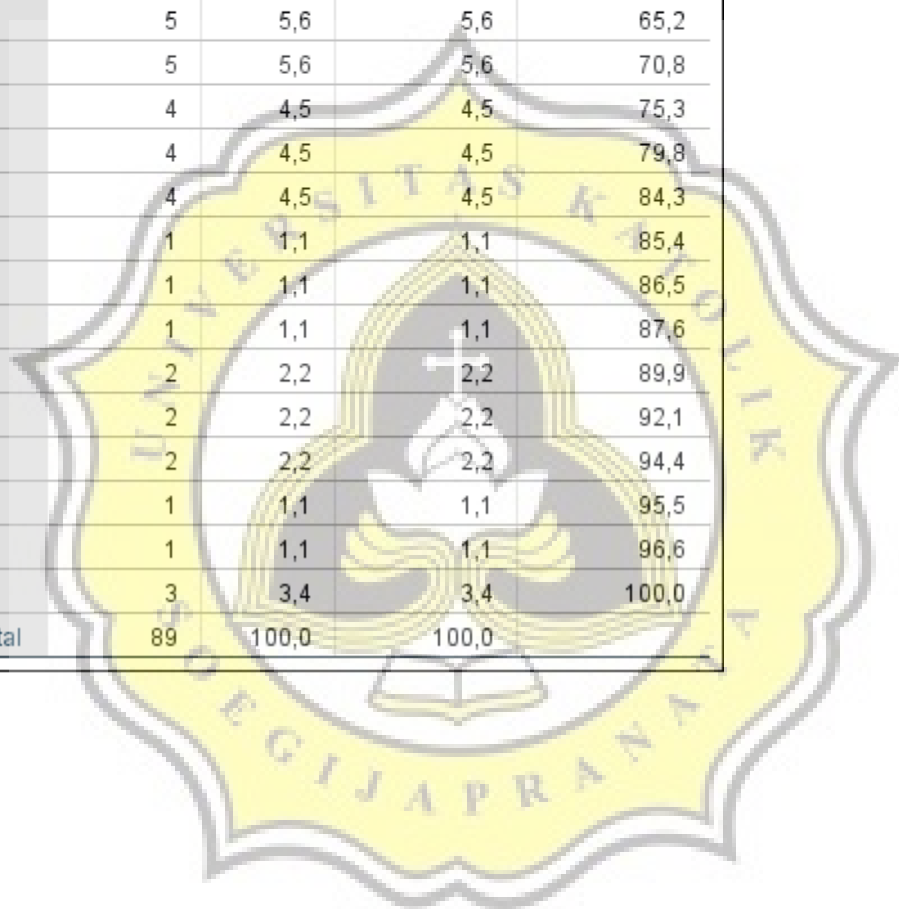 5 5,6 5,6 65,2
5 5,6 5,6 70,8
4 4,5 4,5 75,3
4 4,5 4,5 79,8
4 4,5 4,5 84,3
1 1,1 1,1 85,4
1 1,1 1,1 86,5
1 1,1 1,1 87,6
2 2,2 2,2 89,9
2 2,2 2,2 92,1
2 2,2 2,2 94,4
1 1,1 1,1 95,5
1 1,1 1,1 96,6
3 3,4 3,4 100,0
tal 89 100,0 100,0
UNIVERSITAS KATOLIK
SOEGIJAPRANATA